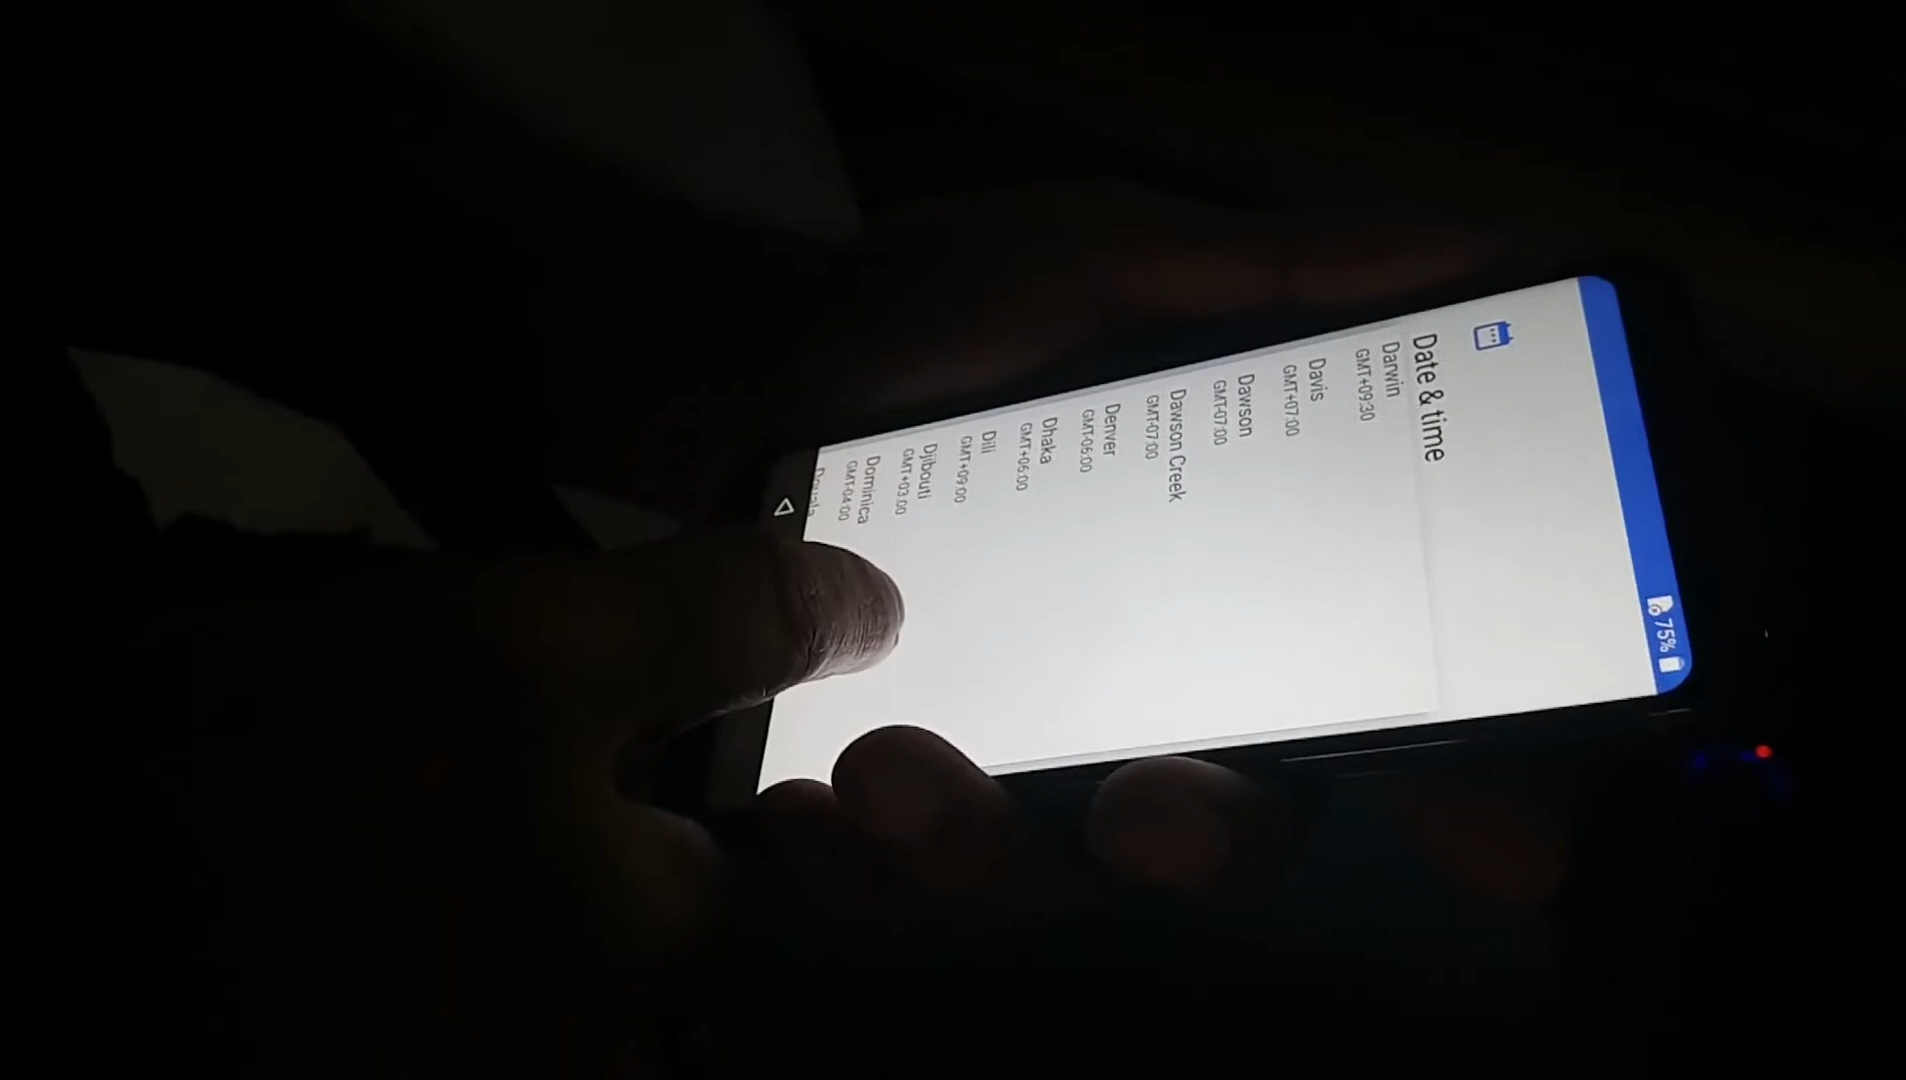 75%
Date & time
Darwin
GMT+09:30
Davis
GMT+07:00
Dawson
GMT-07:00
Dawson Creek
GMT-07:00
Denver
GMT-06:00
Dhaka
GMT+06:00
Dili
GMT+09:00
Djibouti
GMT+03:00
Dominica
GMT-04:00
Douala